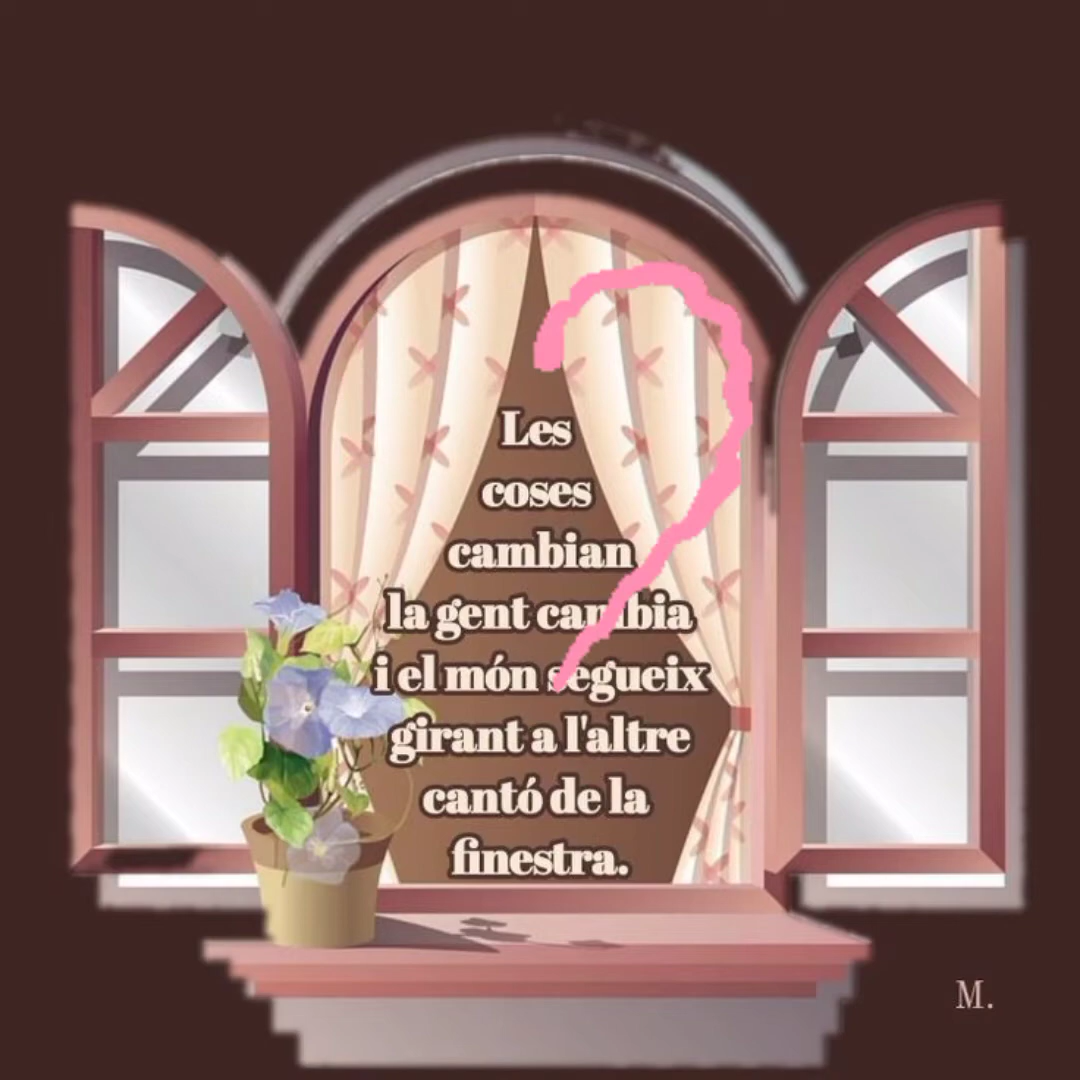 Les
coses
cambian
la gent cambia
i el món segueix
girant a l'altre
cantó de la
finestra.
M.